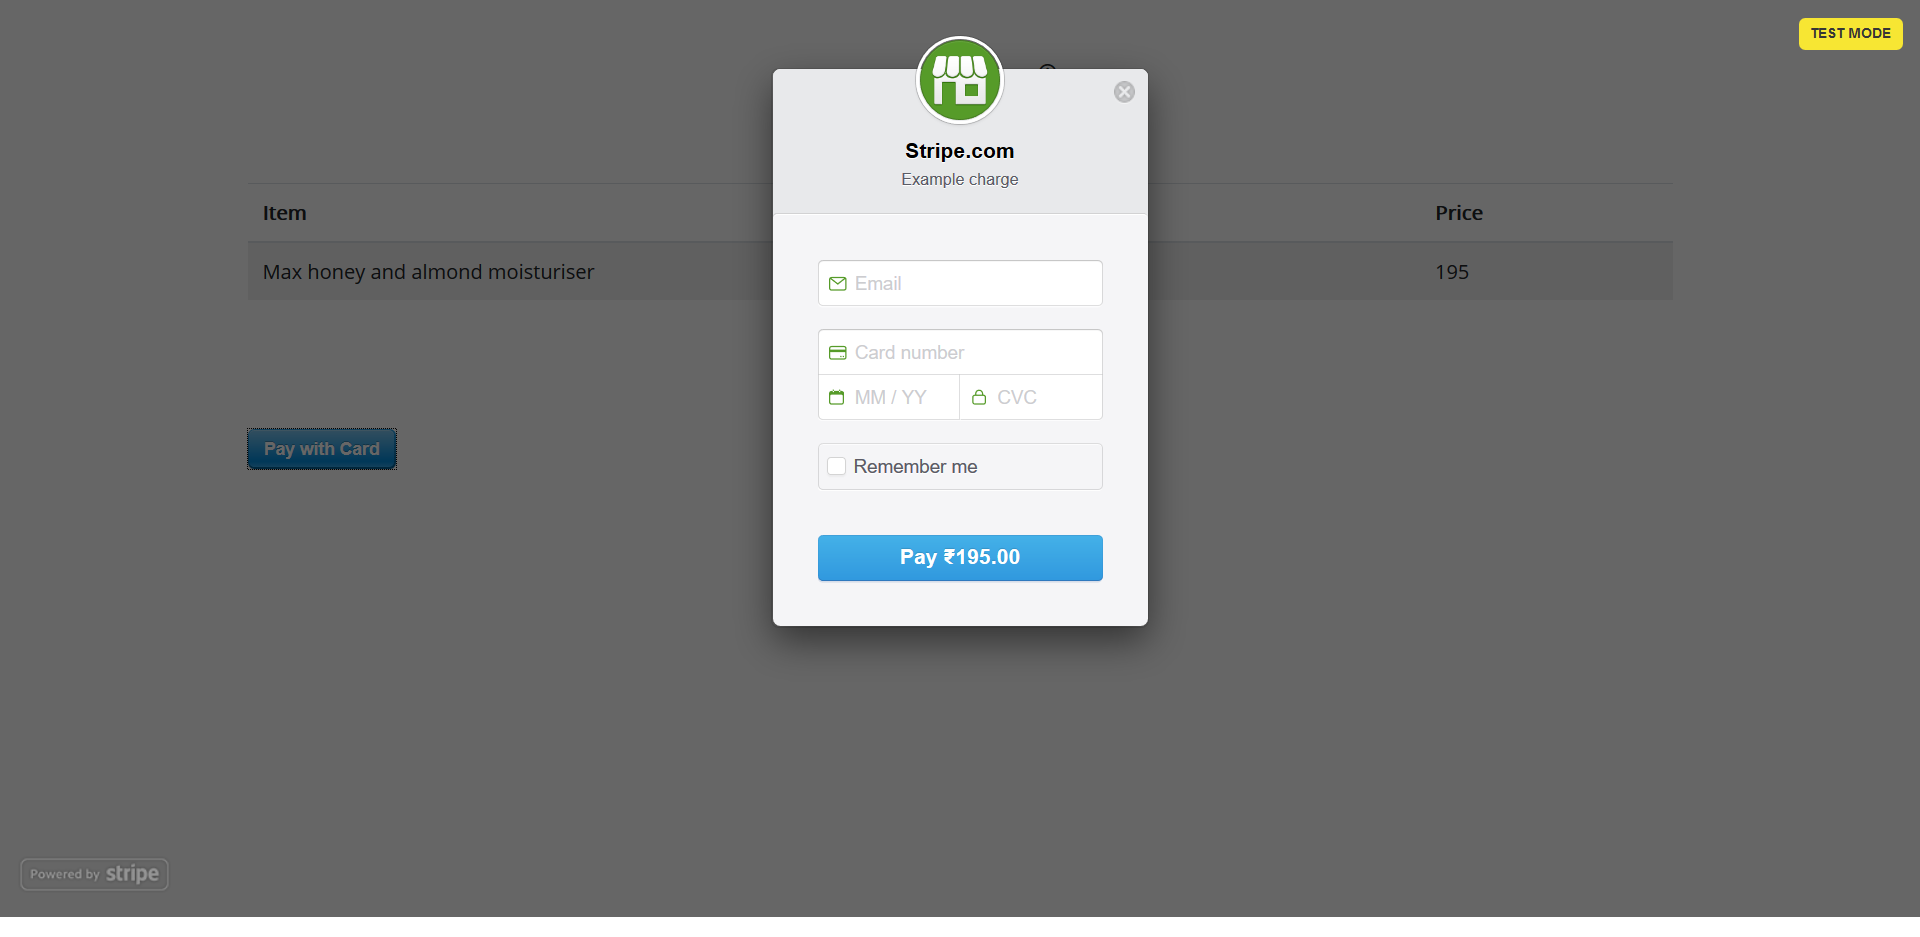 TEST MODE
Stripe.com
Example charge
Item Price
Max honey and almond moisturiser 195
Email
Card number
MM / YY CVC
Pay with Card
Remember me
Pay ₹195.00
Powered by stripe